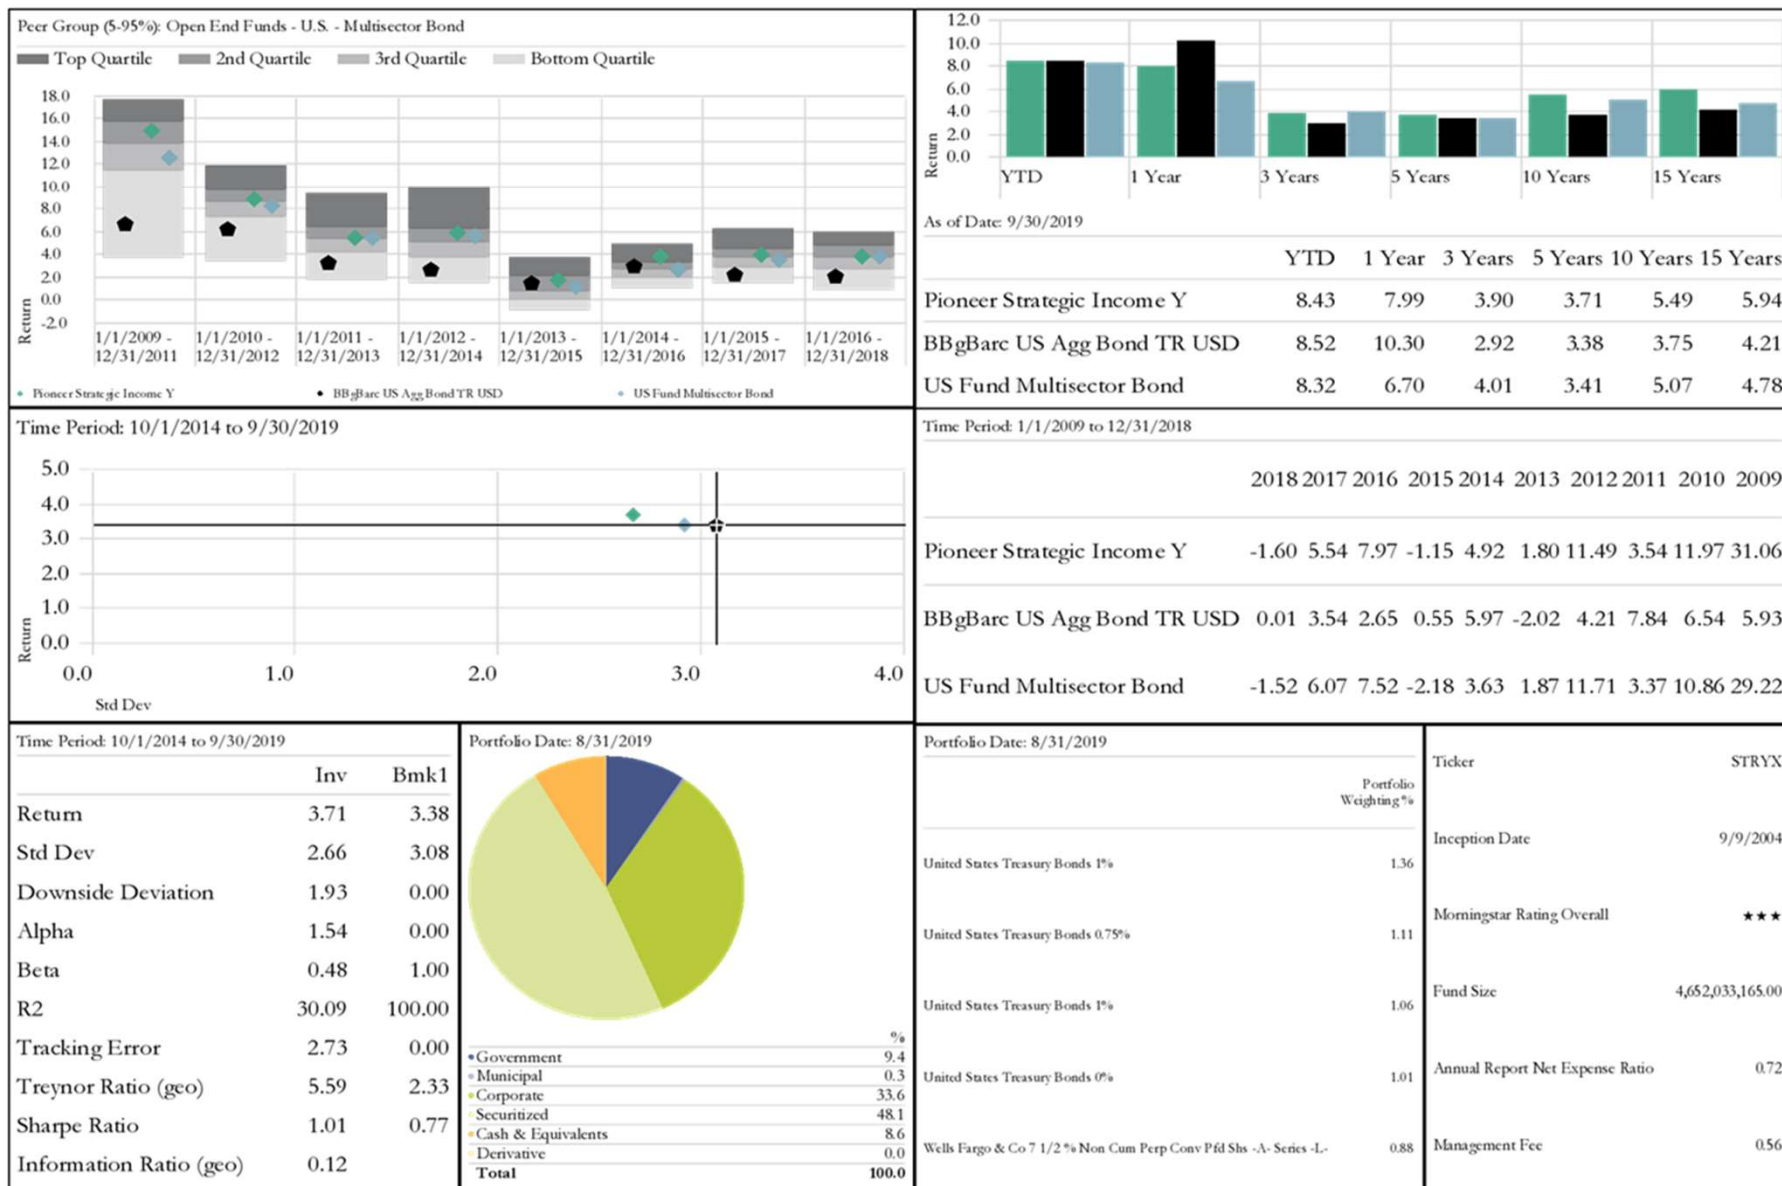 Peer Group (5-95%): Open End Funds - U.S. - Multisector Bond
Top Quartile 2nd Quartile 3rd Quartile Bottom Quartile
18.0
16.0
14.0
12.0
10.0
8.0
6.0
4.0
2.0
0.0
-2.0
Return
1/1/2009 - 1/1/2010 - 1/1/2011 - 1/1/2012 - 1/1/2013 - 1/1/2014 - 1/1/2015 - 1/1/2016 -
12/31/2011 12/31/2012 12/31/2013 12/31/2014 12/31/2015 12/31/2016 12/31/2017 12/31/2018
Pioneer Strategic Income Y BBgBarc US Agg Bond TR USD US Fund Multisector Bond
12.0
10.0
8.0
6.0
4.0
2.0
0.0
Return
YTD 1 Year 3 Years 5 Years 10 Years 15 Years
As of Date: 9/30/2019
YTD 1 Year 3 Years 5 Years 10 Years 15 Years
Pioneer Strategic Income Y 8.43 7.99 3.90 3.71 5.49 5.94
BBgBarc US Agg Bond TR USD 8.52 10.30 2.92 3.38 3.75 4.21
US Fund Multisector Bond 8.32 6.70 4.01 3.41 5.07 4.78
Time Period: 10/1/2014 to 9/30/2019
5.0
4.0
3.0
2.0
1.0
0.0
Return
0.0 1.0 2.0 3.0 4.0
Std Dev
Time Period: 1/1/2009 to 12/31/2018
2018 2017 2016 2015 2014 2013 2012 2011 2010 2009
Pioneer Strategic Income Y -1.60 5.54 7.97 -1.15 4.92 1.80 11.49 3.54 11.97 31.06
BBgBarc US Agg Bond TR USD 0.01 3.54 2.65 0.55 5.97 -2.02 4.21 7.84 6.54 5.93
US Fund Multisector Bond -1.52 6.07 7.52 -2.18 3.63 1.87 11.71 3.37 10.86 29.22
Time Period: 10/1/2014 to 9/30/2019
Inv Bmk1
Return 3.71 3.38
Std Dev 2.66 3.08
Downside Deviation 1.93 0.00
Alpha 1.54 0.00
Beta 0.48 1.00
R2 30.09 100.00
Tracking Error 2.73 0.00
Treynor Ratio (geo) 5.59 2.33
Sharpe Ratio 1.01 0.77
Information Ratio (geo) 0.12
Portfolio Date: 8/31/2019
%
Government 9.4
Municipal 0.3
Corporate 33.6
Securitized 48.1
Cash & Equivalents 8.6
Derivative 0.0
Total 100.0
Portfolio Date: 8/31/2019
Portfolio
Weighting %
United States Treasury Bonds 1% 1.36
United States Treasury Bonds 0.75% 1.11
United States Treasury Bonds 1% 1.06
United States Treasury Bonds 0% 1.01
Wells Fargo & Co 7 1/2 % Non Cum Perp Conv Pfd Shs -A- Series -L- 0.88
Ticker STRYX
Inception Date 9/9/2004
Morningstar Rating Overall ★★★
Fund Size 4,652,033,165.00
Annual Report Net Expense Ratio 0.72
Management Fee 0.56